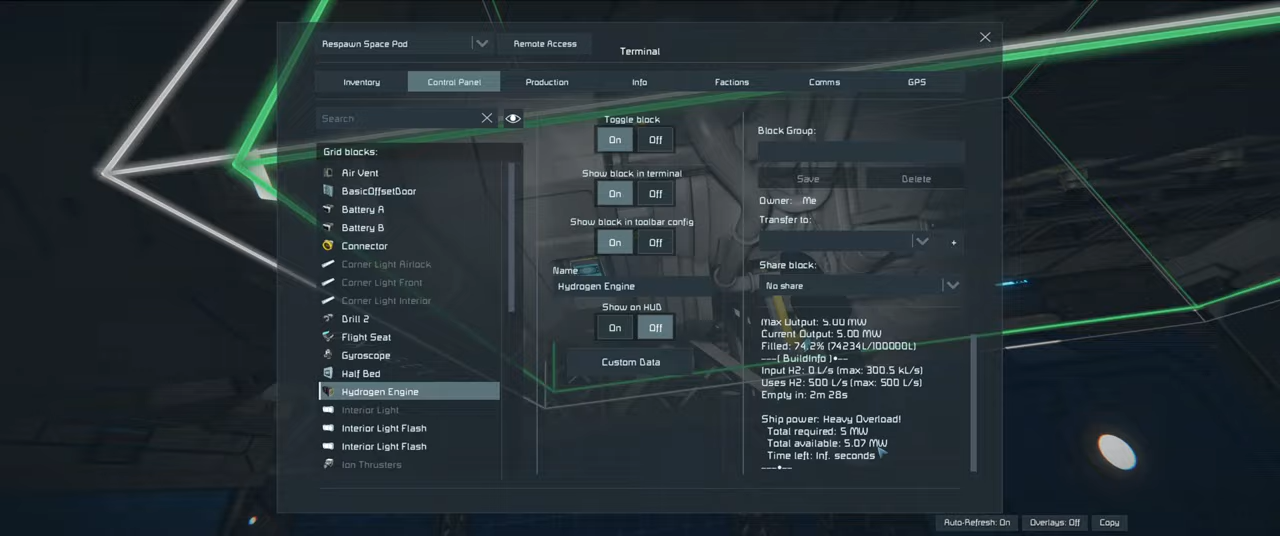 Respawn Space Pod
Remote Access
Terminal
Inventory
Control Panel
Production
Info
Factions
Comms
GPS
Search
Grid blocks:
Air Vent
BasicOffsetDoor
Battery A
Battery B
Connector
Corner Light Airlock
Corner Light Front
Corner Light Interior
Drill 2
Flight Seat
Gyroscope
Half Bed
Hydrogen Engine
Interior Light
Interior Light Flash
Interior Light Flash
Ion Thrusters
Toggle block
On Off
Show block in terminal
On Off
Show block in toolbar config
On Off
Name
Hydrogen Engine
Show on HUD
On Off
Custom Data
Block Group:
Save Delete
Owner: Me
Transfer to:
+
Share block:
No share
Max Output: 5.00 MW
Current Output: 5.00 MW
Filled: 74.2% (74234L/100000L)
---( BuildInfo )•--
Input H2: 0 L/s (max: 300.5 kL/s)
Uses H2: 500 L/s (max: 500 L/s)
Empty in: 2m 28s
Ship power: Heavy Overload!
Total required: 5 MW
Total available: 5.07 MW
Time left: Inf. seconds
---•--
Auto-Refresh: On
Overlays: Off
Copy